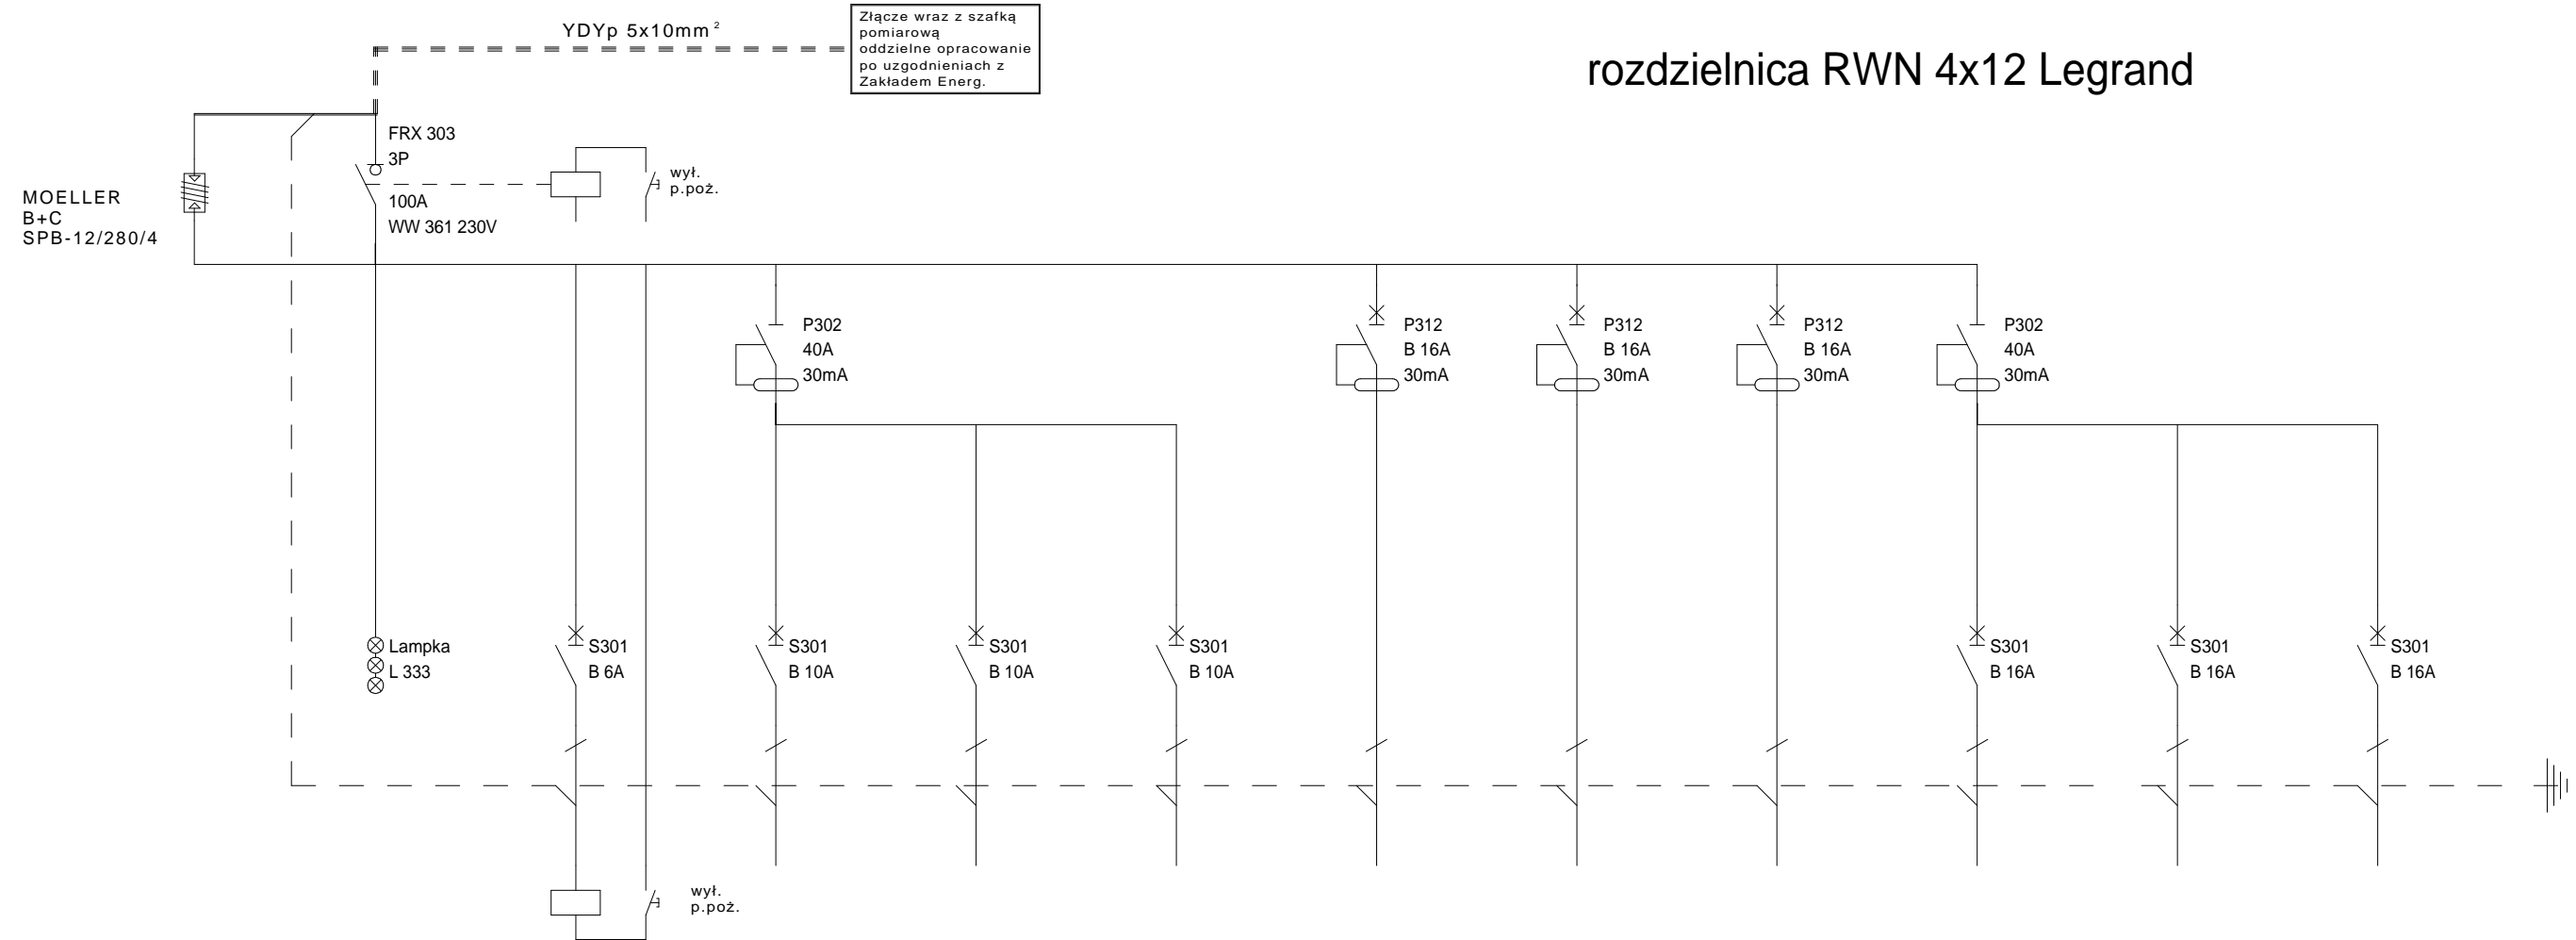 YDYp 5x10mm²
Złącze wraz z szafką
pomiarową
oddzielne opracowanie
po uzgodnieniach z
Zakładem Energ.
rozdzielnica RWN 4x12 Legrand
MOELLER
B+C
SPB-12/280/4
FRX 303
3P
100A
WW 361 230V
wył.
p.poż.
P302
40A
30mA
P312
B 16A
30mA
P312
B 16A
30mA
P312
B 16A
30mA
P302
40A
30mA
Lampka
L 333
S301
B 6A
S301
B 10A
S301
B 10A
S301
B 10A
S301
B 16A
S301
B 16A
S301
B 16A
wył.
p.poż.